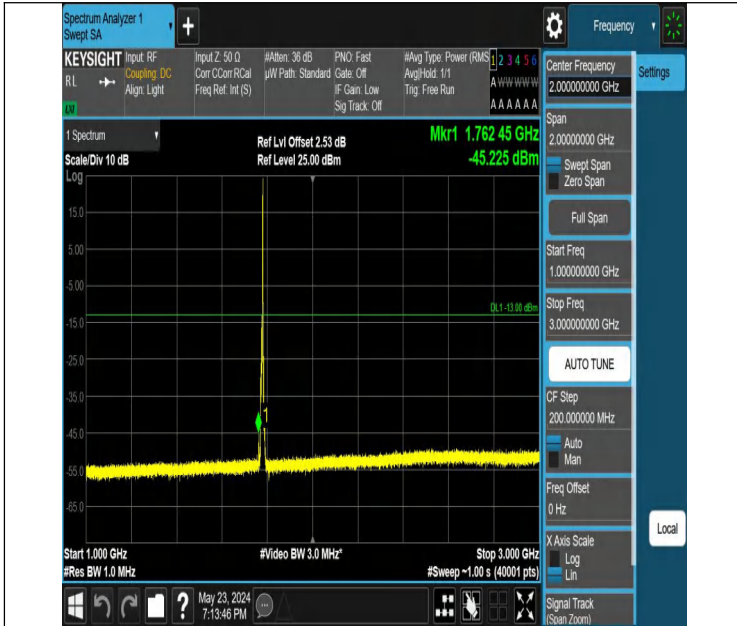 Spectrum Analyzer 1
Swept SA
+
Frequency
KEYSIGHT
RL
Input: RF
Coupling: DC
Align: Light
Input Z: 50 Ω
Corr CCorr RCal
Freq Ref: Int (S)
#Atten: 36 dB
µW Path: Standard
PNO: Fast
Gate: Off
IF Gain: Low
Sig Track: Off
#Avg Type: Power (RMS
Avg|Hold: 1/1
Trig: Free Run
1 2 3 4 5 6
A W W W W W
A A A A A A
1 Spectrum
Scale/Div 10 dB
Log
Ref Lvl Offset 2.53 dB
Ref Level 25.00 dBm
Mkr1 1.762 45 GHz
-45.225 dBm
15.0
5.00
-5.00
-15.0
-25.0
-35.0
-45.0
-55.0
-65.0
DL1 -13.00 dBm
1
Start 1.000 GHz
#Res BW 1.0 MHz
#Video BW 3.0 MHz*
Stop 3.000 GHz
#Sweep ~1.00 s (40001 pts)
?
May 23, 2024
7:13:46 PM
Center Frequency
2.000000000 GHz
Settings
Span
2.00000000 GHz
Swept Span
Zero Span
Full Span
Start Freq
1.000000000 GHz
Stop Freq
3.000000000 GHz
AUTO TUNE
CF Step
200.000000 MHz
Auto
Man
Freq Offset
0 Hz
X Axis Scale
Log
Lin
Local
Signal Track
(Span Zoom)